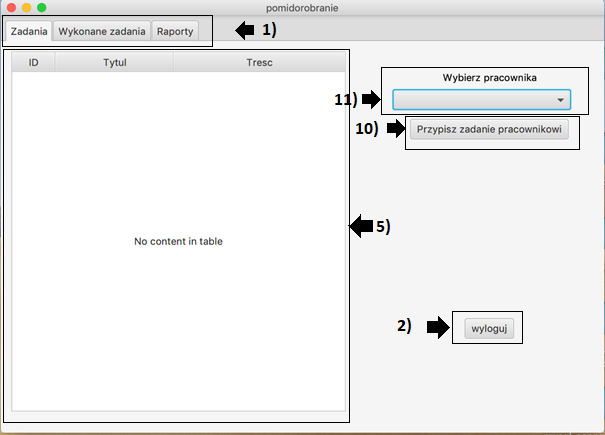 pomidorobranie
Zadania Wykonane zadania Raporty 1)
ID Tytul Tresc
Wybierz pracownika
11)
10) Przypisz zadanie pracownikowi
5)
No content in table
2) wyloguj